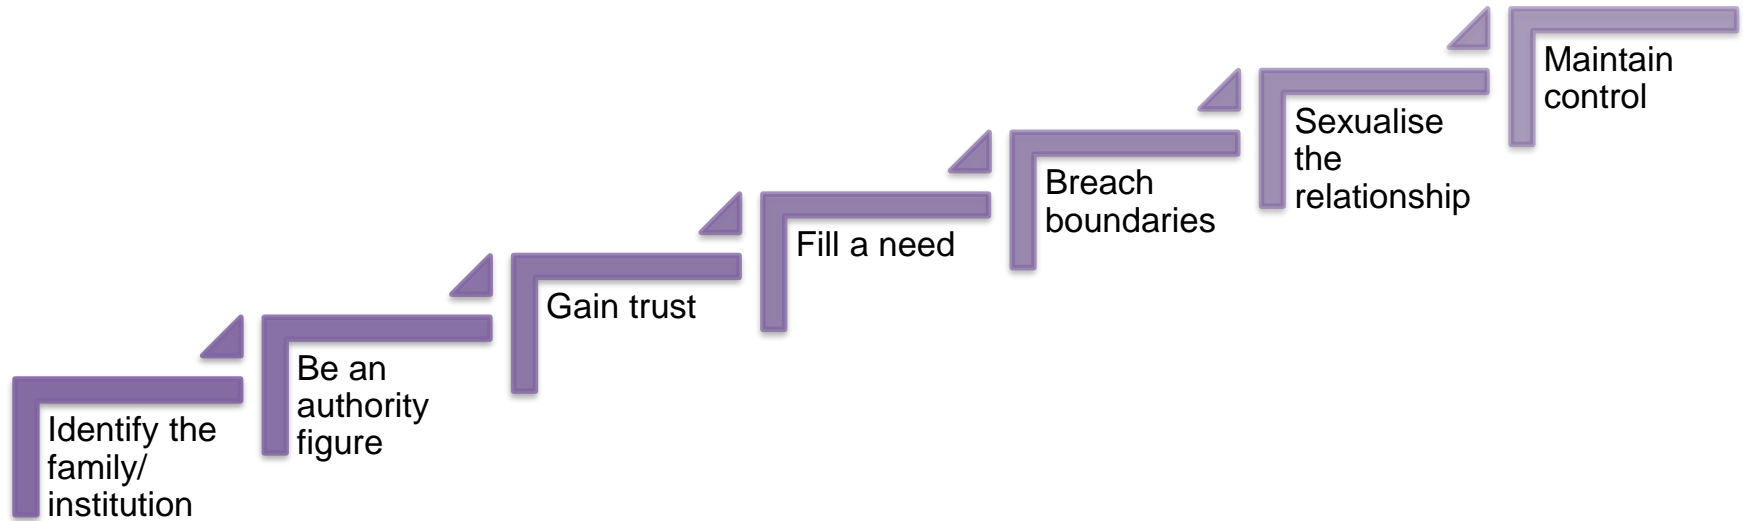 Identify the
family/
institution
Be an
authority
figure
Gain trust
Fill a need
Breach
boundaries
Sexualise
the
relationship
Maintain
control